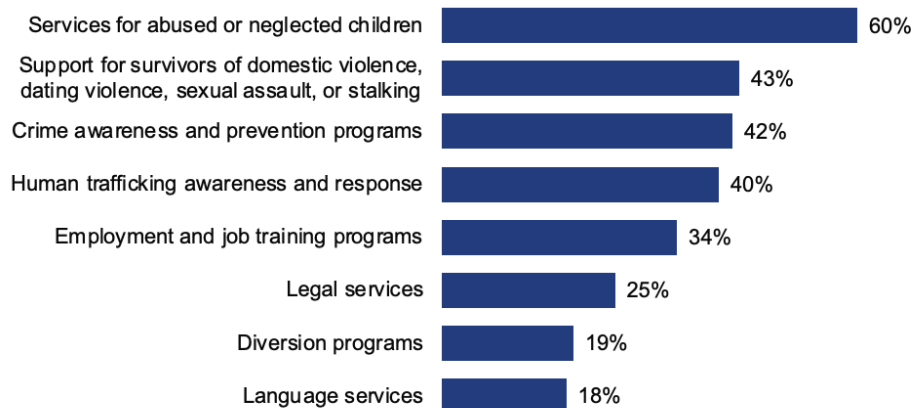 Services for abused or neglected children 60%
Support for survivors of domestic violence,
dating violence, sexual assault, or stalking 43%
Crime awareness and prevention programs 42%
Human trafficking awareness and response 40%
Employment and job training programs 34%
Legal services 25%
Diversion programs 19%
Language services 18%